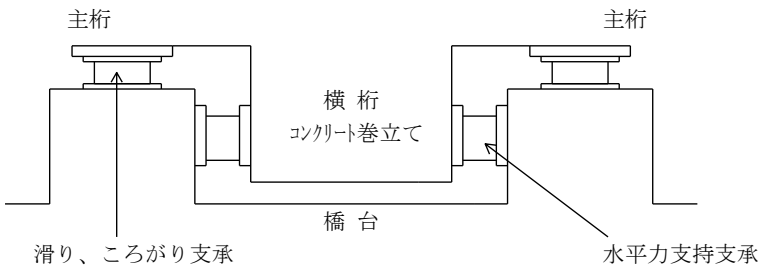 主桁
主桁
横 桁
コンクリート巻立て
橋 台
滑り、ころがり支承
水平力支持支承